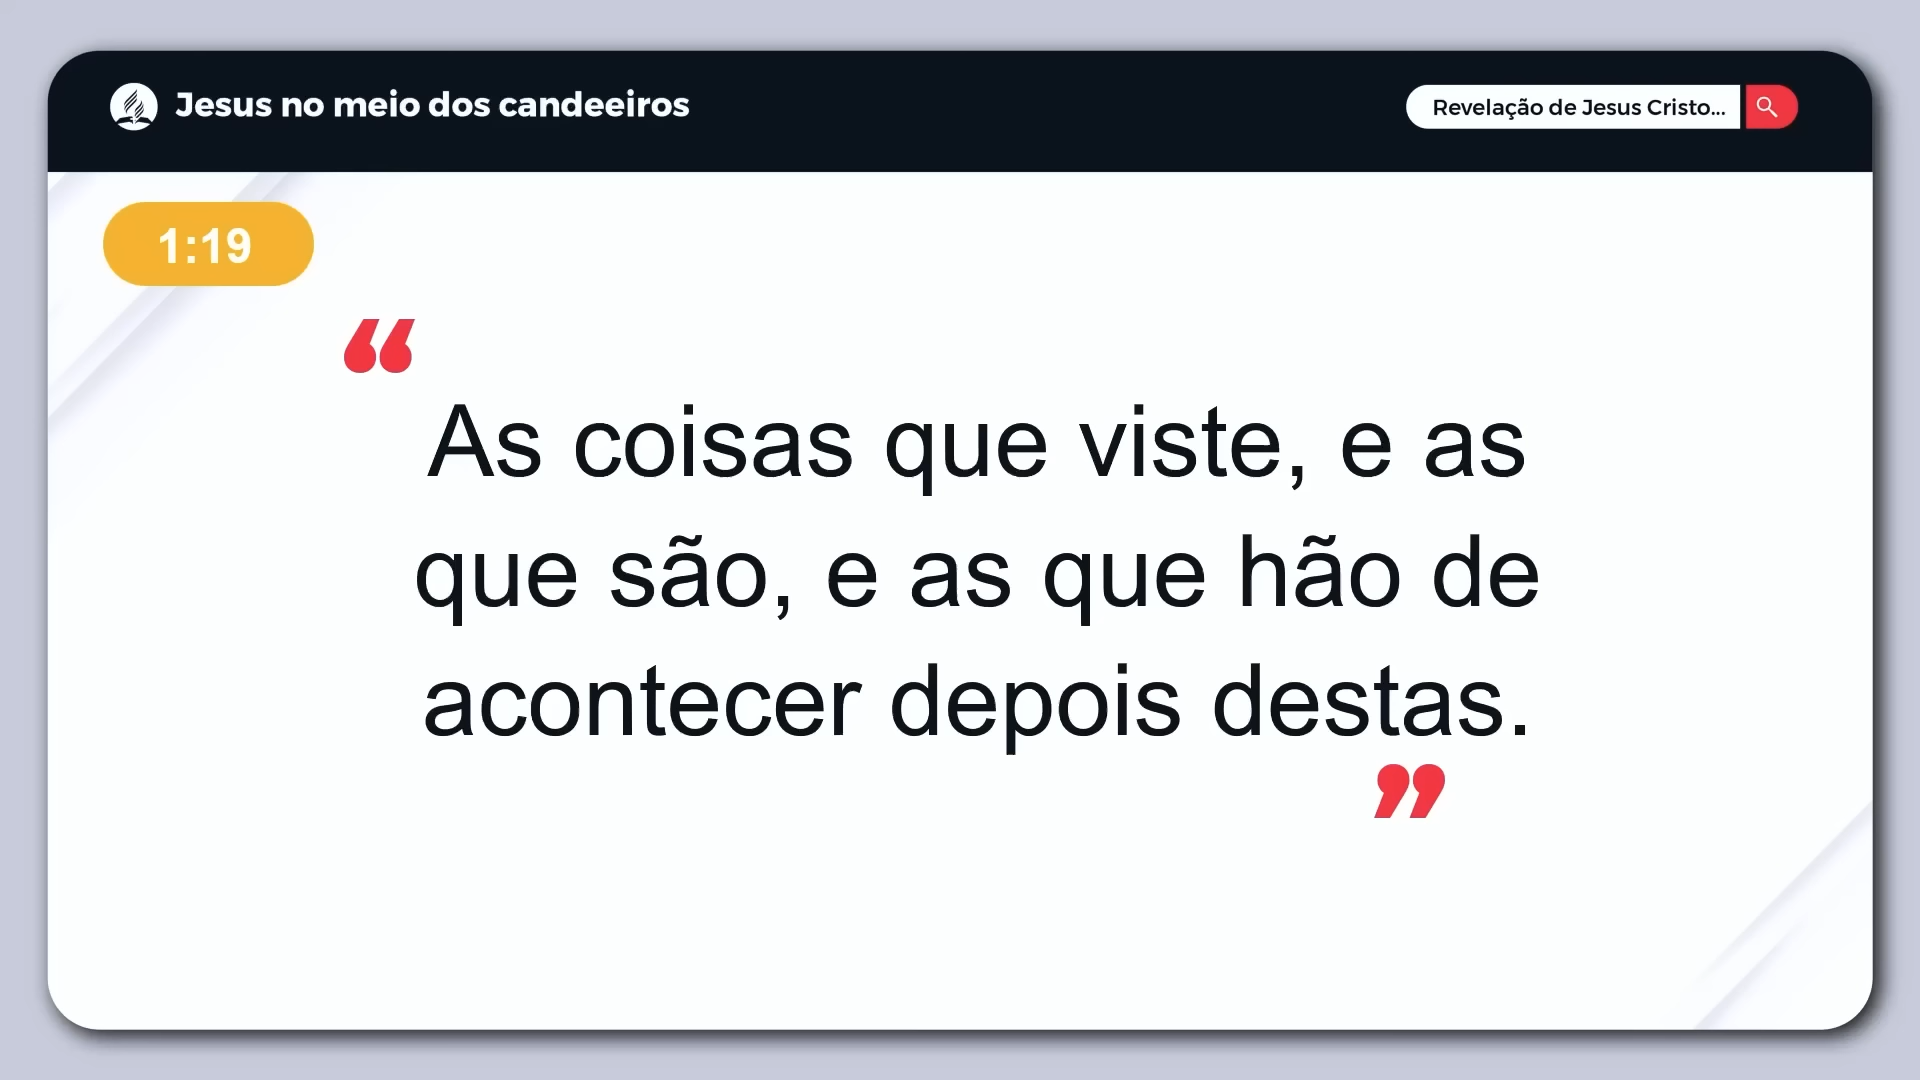 Jesus no meio dos candeeiros
Revelação de Jesus Cristo...
1:19
“
As coisas que viste, e as
que são, e as que hão de
acontecer depois destas.
”